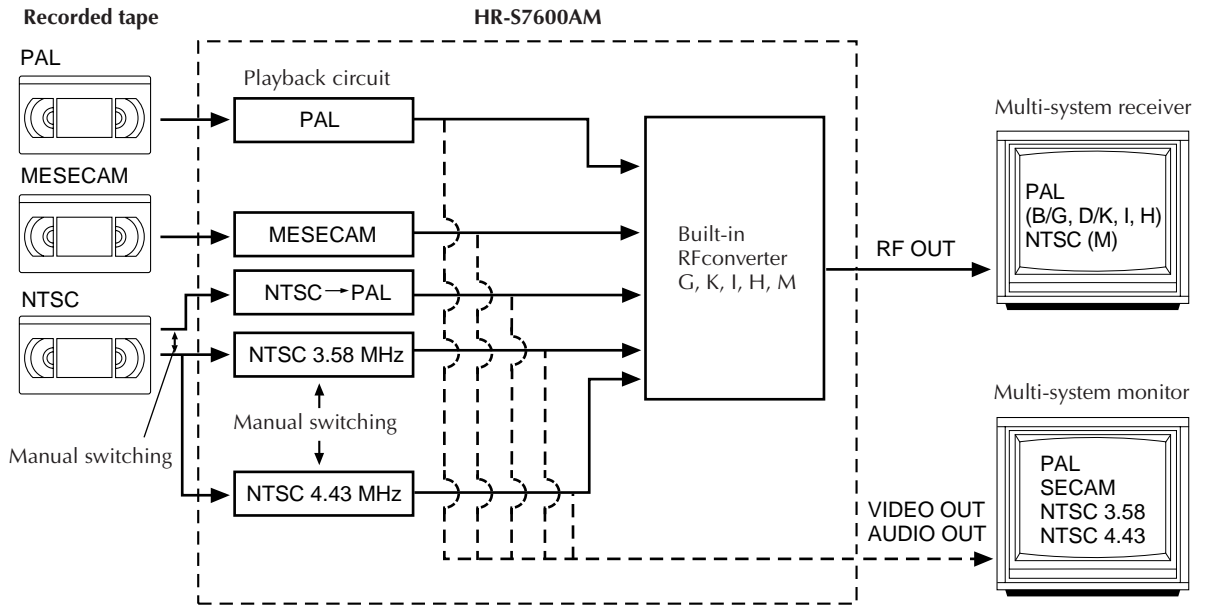 Recorded tape
HR-S7600AM
PAL
Playback circuit
PAL
MESECAM
MESECAM
NTSC
NTSC→PAL
NTSC 3.58 MHz
Manual switching
Manual switching
NTSC 4.43 MHz
Built-in
RFconverter
G, K, I, H, M
RF OUT
Multi-system receiver
PAL
(B/G, D/K, I, H)
NTSC (M)
VIDEO OUT
AUDIO OUT
Multi-system monitor
PAL
SECAM
NTSC 3.58
NTSC 4.43